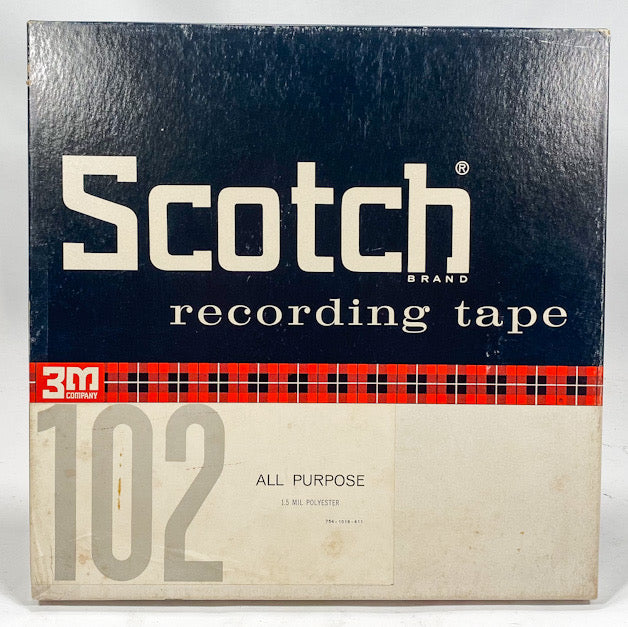 Scotch®
BRAND
recording tape
3M
COMPANY
102
ALL PURPOSE
1.5 MIL POLYESTER